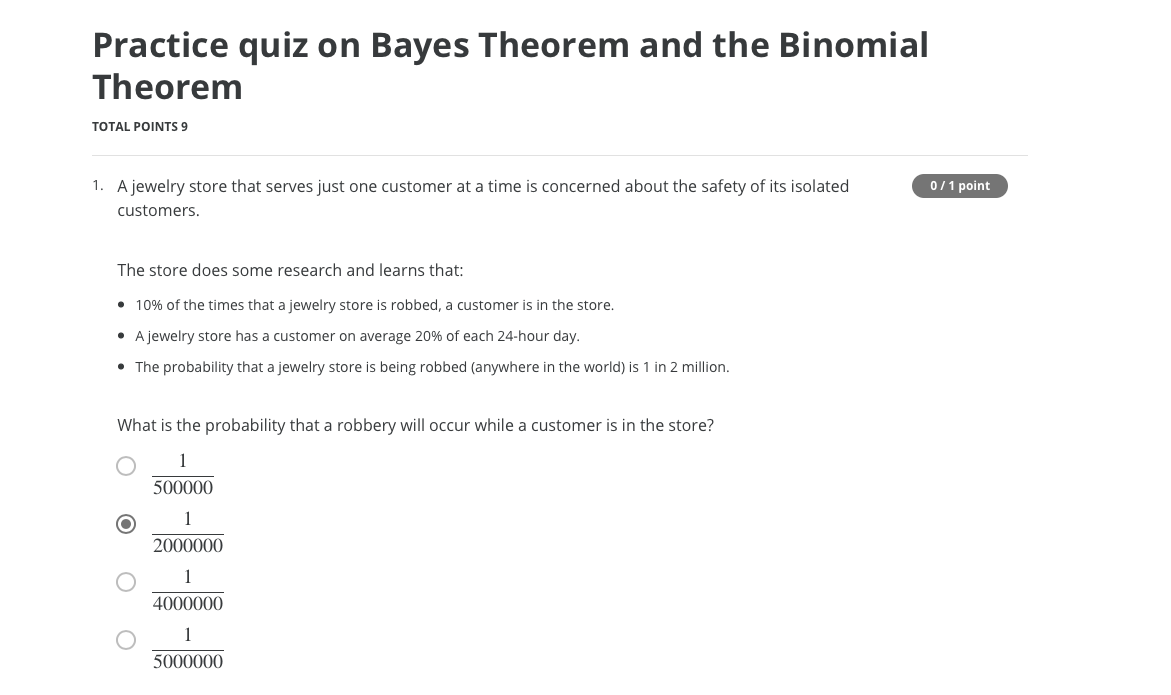 Practice quiz on Bayes Theorem and the Binomial
Theorem
TOTAL POINTS 9
1. A jewelry store that serves just one customer at a time is concerned about the safety of its isolated
customers.
0 / 1 point
The store does some research and learns that:
• 10% of the times that a jewelry store is robbed, a customer is in the store.
• A jewelry store has a customer on average 20% of each 24-hour day.
• The probability that a jewelry store is being robbed (anywhere in the world) is 1 in 2 million.
What is the probability that a robbery will occur while a customer is in the store?
1
500000
1
2000000
1
4000000
1
5000000